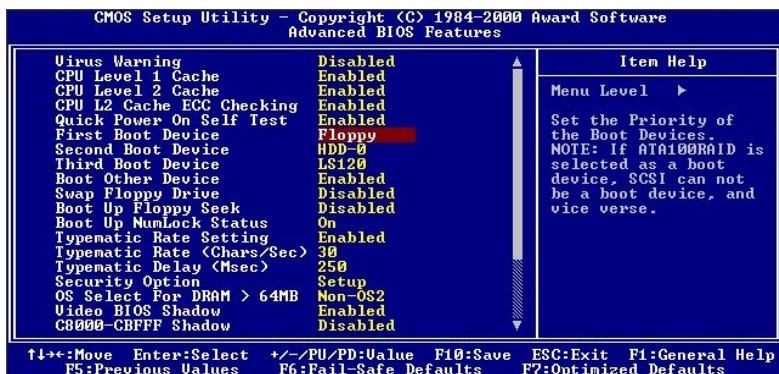 CMOS Setup Utility - Copyright (C) 1984-2000 Award Software
Advanced BIOS Features
Virus Warning Disabled
CPU Level 1 Cache Enabled
CPU Level 2 Cache Enabled
CPU L2 Cache ECC Checking Enabled
Quick Power On Self Test Enabled
First Boot Device Floppy
Second Boot Device HDD-0
Third Boot Device LS120
Boot Other Device Enabled
Swap Floppy Drive Disabled
Boot Up Floppy Seek Disabled
Boot Up NumLock Status On
Typematic Rate Setting Enabled
Typematic Rate (Chars/Sec) 30
Typematic Delay (Msec) 250
Security Option Setup
OS Select For DRAM > 64MB Non-OS2
Video BIOS Shadow Enabled
C8000-CBFFF Shadow Disabled
Item Help
Menu Level ▶
Set the Priority of
the Boot Devices.
NOTE: If ATA100RAID is
selected as a boot
device, SCSI can not
be a boot device, and
vice verse.
↑↓→←:Move Enter:Select +/-/PU/PD:Value F10:Save ESC:Exit F1:General Help
F5:Previous Values F6:Fail-Safe Defaults F7:Optimized Defaults